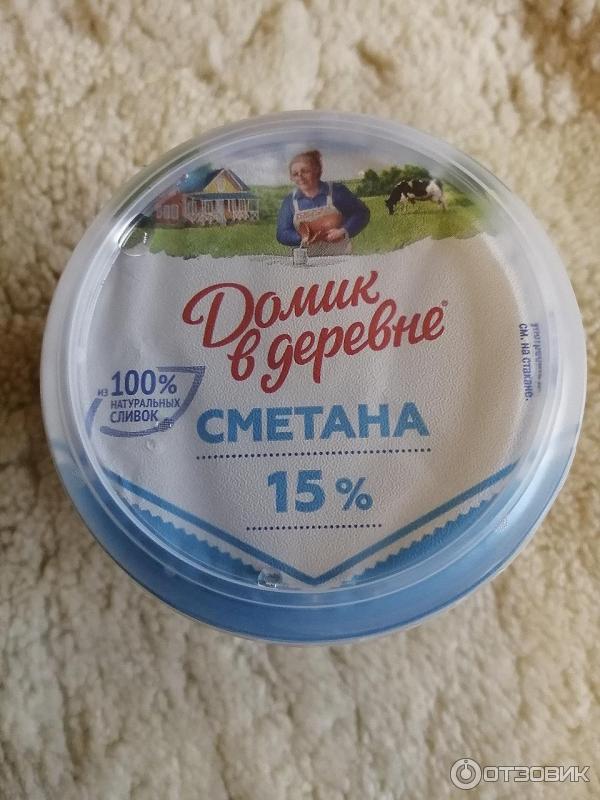 Домик
в деревне®
из 100%
НАТУРАЛЬНЫХ
СЛИВОК
СМЕТАНА
15 %
см. на стакане.
ОТЗОВИК